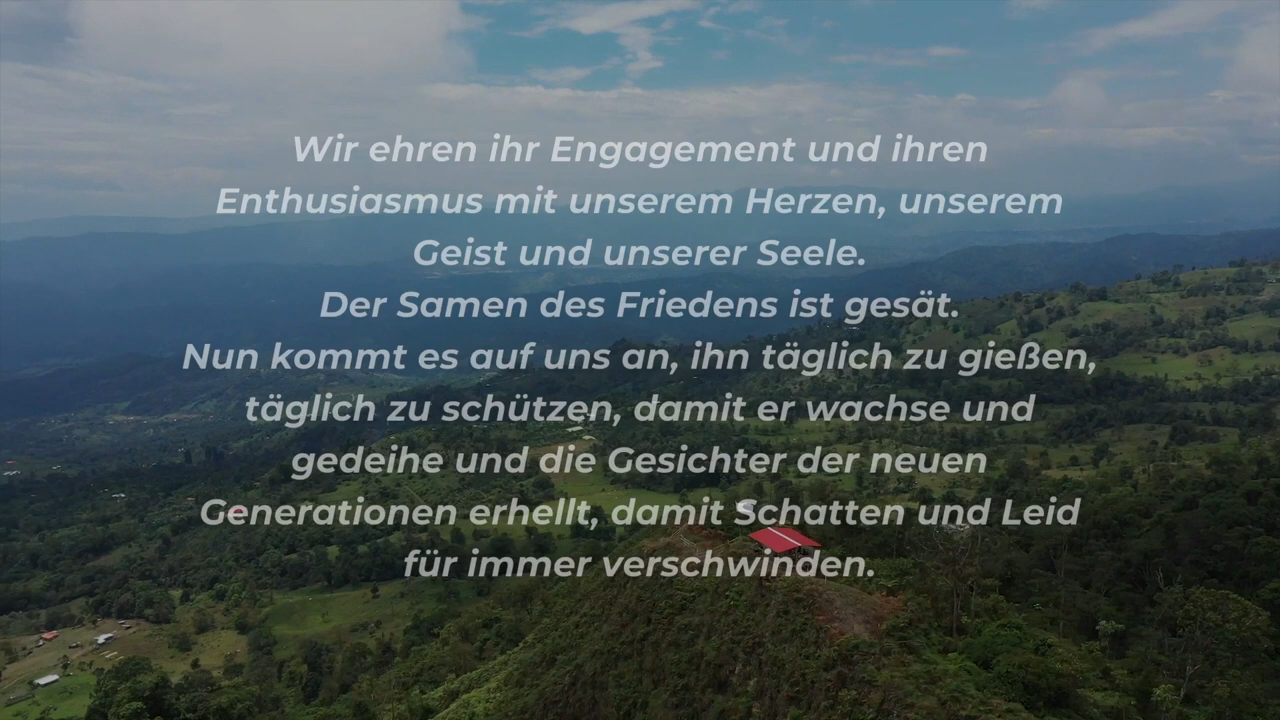 Wir ehren ihr Engagement und ihren
Enthusiasmus mit unserem Herzen, unserem
Geist und unserer Seele.
Der Samen des Friedens ist gesät.
Nun kommt es auf uns an, ihn täglich zu gießen,
täglich zu schützen, damit er wachse und
gedeihe und die Gesichter der neuen
Generationen erhellt, damit Schatten und Leid
für immer verschwinden.